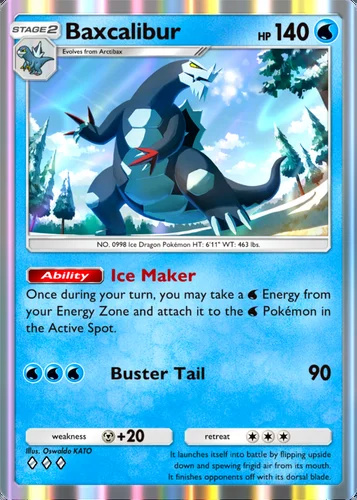 STAGE2 Baxcalibur HP 140
Evolves from Arctibax
NO. 0998 Ice Dragon Pokémon HT: 6'11" WT: 463 lbs.
Ability Ice Maker
Once during your turn, you may take a Energy from
your Energy Zone and attach it to the Pokémon in
the Active Spot.
Buster Tail 90
weakness +20 retreat
Illus. Oswaldo KATO
It launches itself into battle by flipping upside
down and spewing frigid air from its mouth.
It finishes opponents off with its dorsal blade.